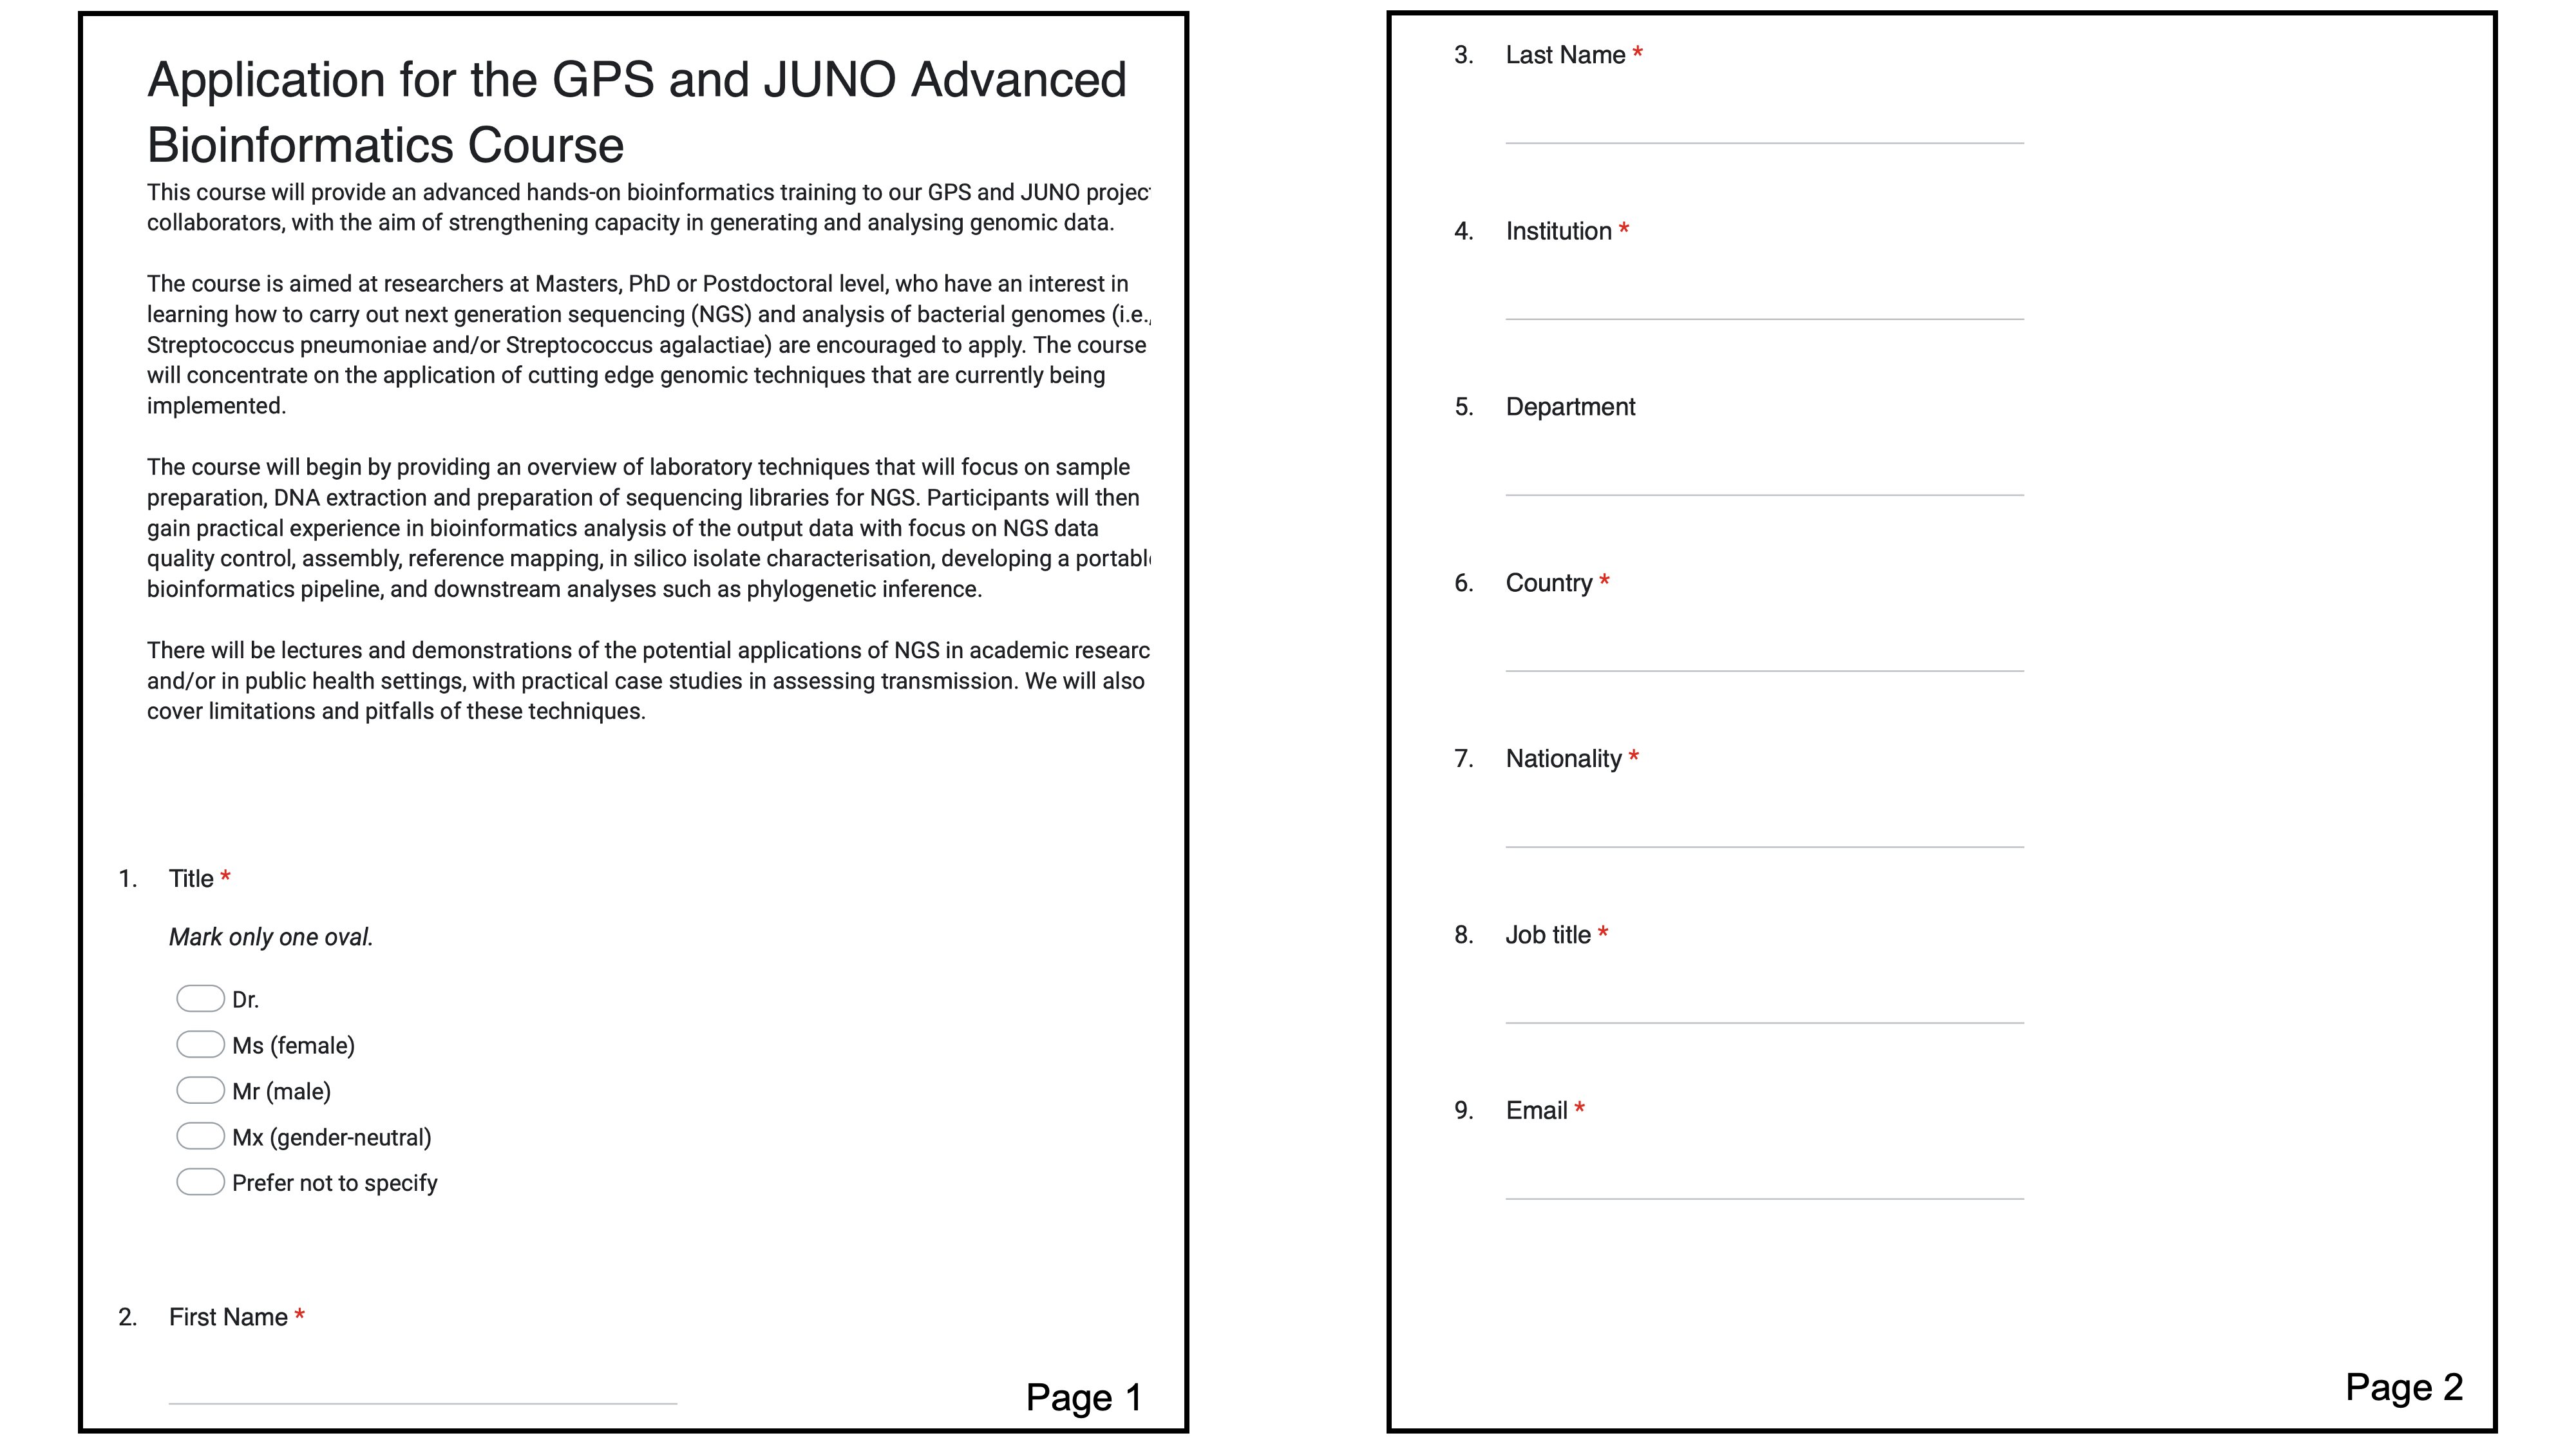 Application for the GPS and JUNO Advanced
Bioinformatics Course
This course will provide an advanced hands-on bioinformatics training to our GPS and JUNO projec
collaborators, with the aim of strengthening capacity in generating and analysing genomic data.
The course is aimed at researchers at Masters, PhD or Postdoctoral level, who have an interest in
learning how to carry out next generation sequencing (NGS) and analysis of bacterial genomes (i.e.,
Streptococcus pneumoniae and/or Streptococcus agalactiae) are encouraged to apply. The course
will concentrate on the application of cutting edge genomic techniques that are currently being
implemented.
The course will begin by providing an overview of laboratory techniques that will focus on sample
preparation, DNA extraction and preparation of sequencing libraries for NGS. Participants will then
gain practical experience in bioinformatics analysis of the output data with focus on NGS data
quality control, assembly, reference mapping, in silico isolate characterisation, developing a portabl
bioinformatics pipeline, and downstream analyses such as phylogenetic inference.
There will be lectures and demonstrations of the potential applications of NGS in academic researc
and/or in public health settings, with practical case studies in assessing transmission. We will also
cover limitations and pitfalls of these techniques.
1. Title *
Mark only one oval.
Dr.
Ms (female)
Mr (male)
Mx (gender-neutral)
Prefer not to specify
2. First Name *
Page 1
3. Last Name *
4. Institution *
5. Department
6. Country *
7. Nationality *
8. Job title *
9. Email *
Page 2